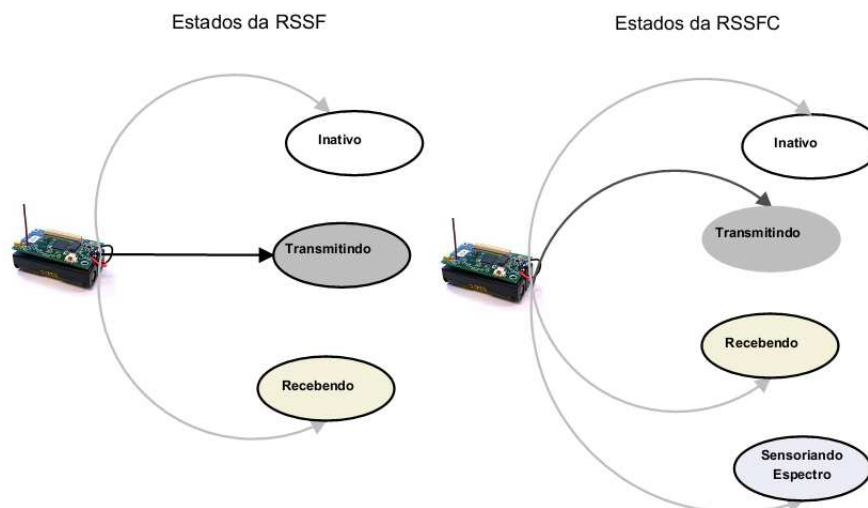 Estados da RSSF
Inativo
Transmitindo
Recebendo
Estados da RSSFC
Inativo
Transmitindo
Recebendo
Sensoriando
Espectro